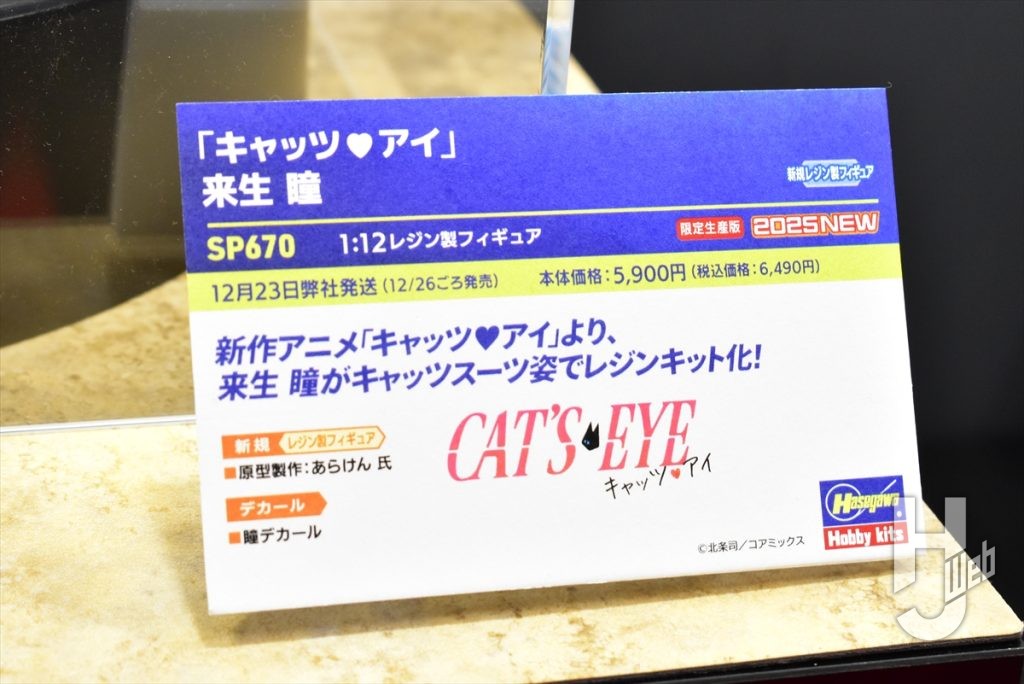 「キャッツ♥アイ」
来生 瞳
新規レジン製フィギュア
SP670 1:12レジン製フィギュア 限定生産版 2025NEW
12月23日弊社発送（12/26ごろ発売） 本体価格：5,900円（税込価格：6,490円）
新作アニメ「キャッツ♥アイ」より、
来生 瞳がキャッツスーツ姿でレジンキット化！
新規 レジン製フィギュア
■原型製作：あらけん 氏
デカール
■瞳デカール
CAT'S EYE
キャッツ♥アイ
©北条司／コアミックス
Hasegawa
Hobby kits
HJ Web